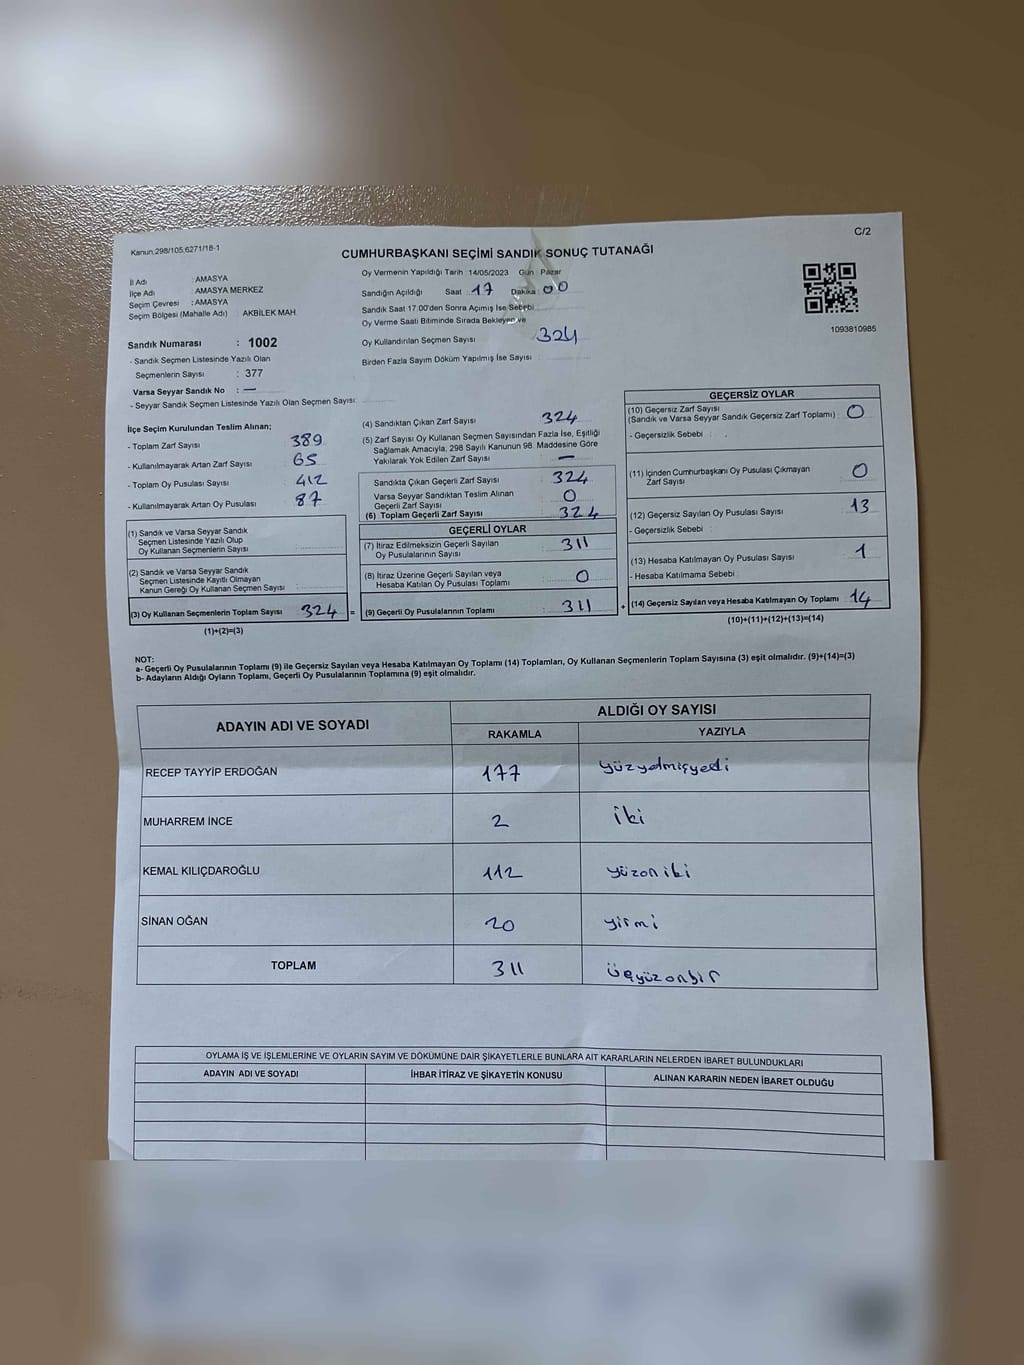 C/2
Kanun,298/105;6271/18-1
CUMHURBAŞKANI SEÇİMİ SANDIK SONUÇ TUTANAĞI
İl Adı : AMASYA
İlçe Adı : AMASYA MERKEZ
Seçim Çevresi : AMASYA
Seçim Bölgesi (Mahalle Adı) AKBİLEK MAH.
Sandık Numarası : 1002
- Sandık Seçmen Listesinde Yazılı Olan
Seçmenlerin Sayısı : 377
Varsa Seyyar Sandık No : —
- Seyyar Sandık Seçmen Listesinde Yazılı Olan Seçmen Sayısı:
Oy Vermenin Yapıldığı Tarih : 14/05/2023 Gün : Pazar
Sandığın Açıldığı Saat : 17 Dakika : 00
Sandık Saat 17:00'den Sonra Açımış İse Sebebi
Oy Verme Saati Bitiminde Sırada Bekleyen ve
Oy Kullandırılan Seçmen Sayısı 324
Birden Fazla Sayım Döküm Yapılmış İse Sayısı :
1093810985
İlçe Seçim Kurulundan Teslim Alınan;
- Toplam Zarf Sayısı 389
- Kullanılmayarak Artan Zarf Sayısı 65
- Toplam Oy Pusulası Sayısı : 412
- Kullanılmayarak Artan Oy Pusulası : 87
(1) Sandık ve Varsa Seyyar Sandık
Seçmen Listesinde Yazılı Olup
Oy Kullanan Seçmenlerin Sayısı :
(2) Sandık ve Varsa Seyyar Sandık
Seçmen Listesinde Kayıtlı Olmayan
Kanun Gereği Oy Kullanan Seçmen Sayısı :
(3) Oy Kullanan Seçmenlerin Toplam Sayısı 324 =
(1)+(2)=(3)
(4) Sandıktan Çıkan Zarf Sayısı : 324
(5) Zarf Sayısı Oy Kullanan Seçmen Sayısından Fazla İse, Eşitliği
Sağlamak Amacıyla, 298 Sayılı Kanunun 98. Maddesine Göre
Yakılarak Yok Edilen Zarf Sayısı : —
Sandıkta Çıkan Geçerli Zarf Sayısı : 324
Varsa Seyyar Sandıktan Teslim Alınan
Geçerli Zarf Sayısı : 0
(6) Toplam Geçerli Zarf Sayısı : 324
GEÇERLİ OYLAR
(7) İtiraz Edilmeksizin Geçerli Sayılan
Oy Pusulalarının Sayısı : 311
(8) İtiraz Üzerine Geçerli Sayılan veya
Hesaba Katılan Oy Pusulası Toplamı : 0
(9) Geçerli Oy Pusulalarının Toplamı : 311 +
GEÇERSİZ OYLAR
(10) Geçersiz Zarf Sayısı
(Sandık ve Varsa Seyyar Sandık Geçersiz Zarf Toplamı) : 0
- Geçersizlik Sebebi :
(11) İçinden Cumhurbaşkanı Oy Pusulası Çıkmayan
Zarf Sayısı 0
(12) Geçersiz Sayılan Oy Pusulası Sayısı 13
- Geçersizlik Sebebi :
(13) Hesaba Katılmayan Oy Pusulası Sayısı 1
- Hesaba Katılmama Sebebi :
(14) Geçersiz Sayılan veya Hesaba Katılmayan Oy Toplamı : 14
(10)+(11)+(12)+(13)=(14)
NOT:
a- Geçerli Oy Pusulalarının Toplamı (9) ile Geçersiz Sayılan veya Hesaba Katılmayan Oy Toplamı (14) Toplamları, Oy Kullanan Seçmenlerin Toplam Sayısına (3) eşit olmalıdır. (9)+(14)=(3)
b- Adayların Aldığı Oyların Toplamı, Geçerli Oy Pusulalarının Toplamına (9) eşit olmalıdır.
ADAYIN ADI VE SOYADI ALDIĞI OY SAYISI
RAKAMLA YAZIYLA
RECEP TAYYİP ERDOĞAN 177 yüzyetmişyedi
MUHARREM İNCE 2 iki
KEMAL KILIÇDAROĞLU 112 yüzoniki
SİNAN OĞAN 20 yirmi
TOPLAM 311 üçyüzonbir
OYLAMA İŞ VE İŞLEMLERİNE VE OYLARIN SAYIM VE DÖKÜMÜNE DAİR ŞİKAYETLERLE BUNLARA AİT KARARLARIN NELERDEN İBARET BULUNDUKLARI
ADAYIN ADI VE SOYADI İHBAR İTİRAZ VE ŞİKAYETİN KONUSU ALINAN KARARIN NEDEN İBARET OLDUĞU